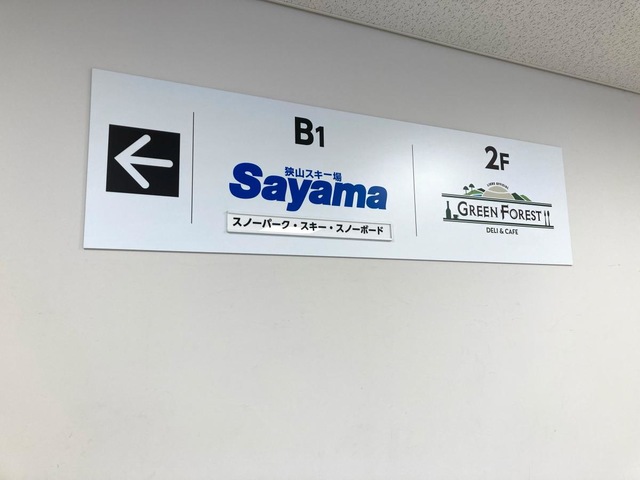 B1
狭山スキー場
Sayama
スノーパーク・スキー・スノーボード
2F
GREEN FOREST
DELI & CAFE